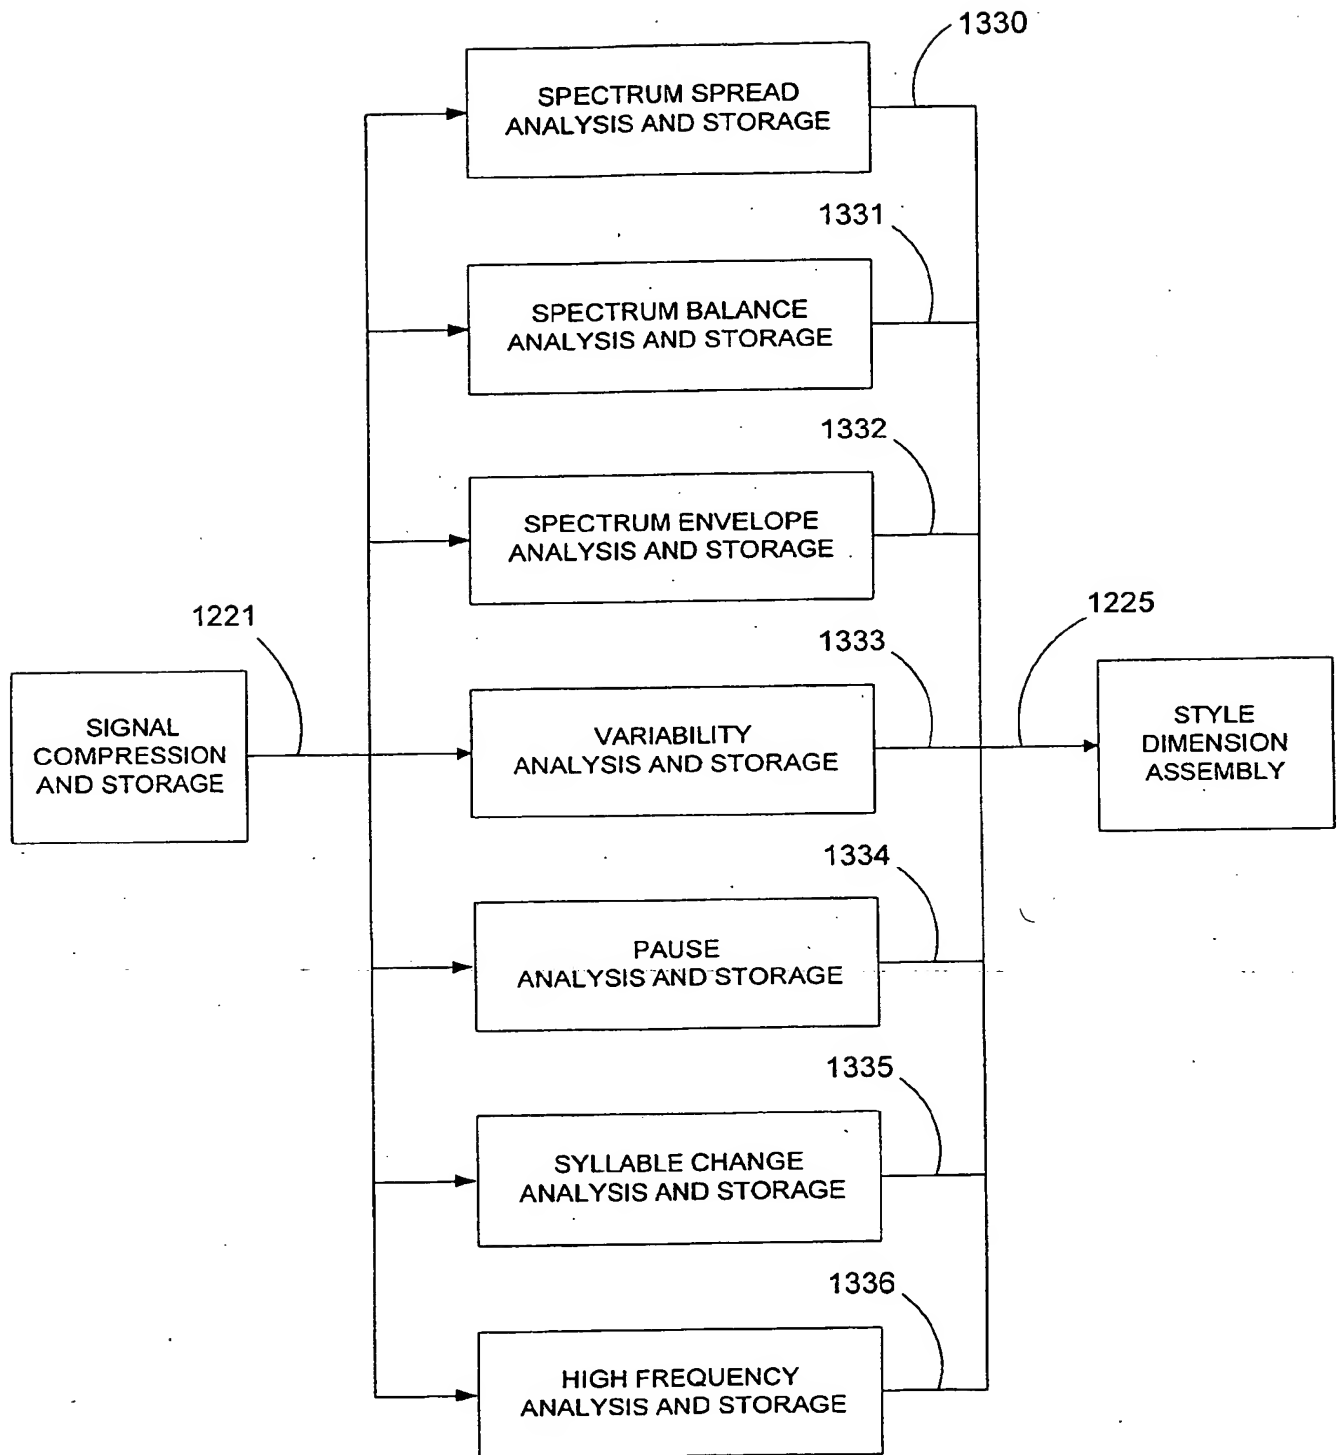 1330
SPECTRUM SPREAD
ANALYSIS AND STORAGE
1331
SPECTRUM BALANCE
ANALYSIS AND STORAGE
1332
SPECTRUM ENVELOPE
ANALYSIS AND STORAGE
1221
1333
1225
SIGNAL
COMPRESSION
AND STORAGE
VARIABILITY
ANALYSIS AND STORAGE
STYLE
DIMENSION
ASSEMBLY
1334
PAUSE
ANALYSIS AND STORAGE
1335
SYLLABLE CHANGE
ANALYSIS AND STORAGE
1336
HIGH FREQUENCY
ANALYSIS AND STORAGE